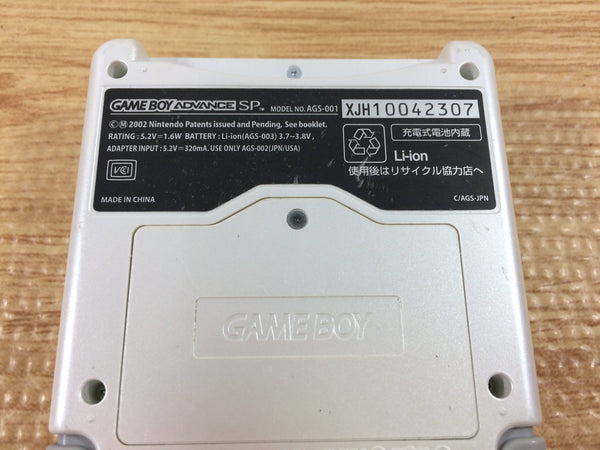 GAME BOY ADVANCE SP™ MODEL NO. AGS-001 XJH10042307
©Ⓜ 2002 Nintendo Patents issued and Pending, See booklet.
RATING : 5.2V⎓1.6W BATTERY : Li-ion(AGS-003) 3.7~3.8V,
ADAPTER INPUT : 5.2V⎓320mA. USE ONLY AGS-002(JPN/USA)
VCI
MADE IN CHINA
充電式電池内蔵
Li-ion
使用後はリサイクル協力店へ
C/AGS-JPN
GAME BOY